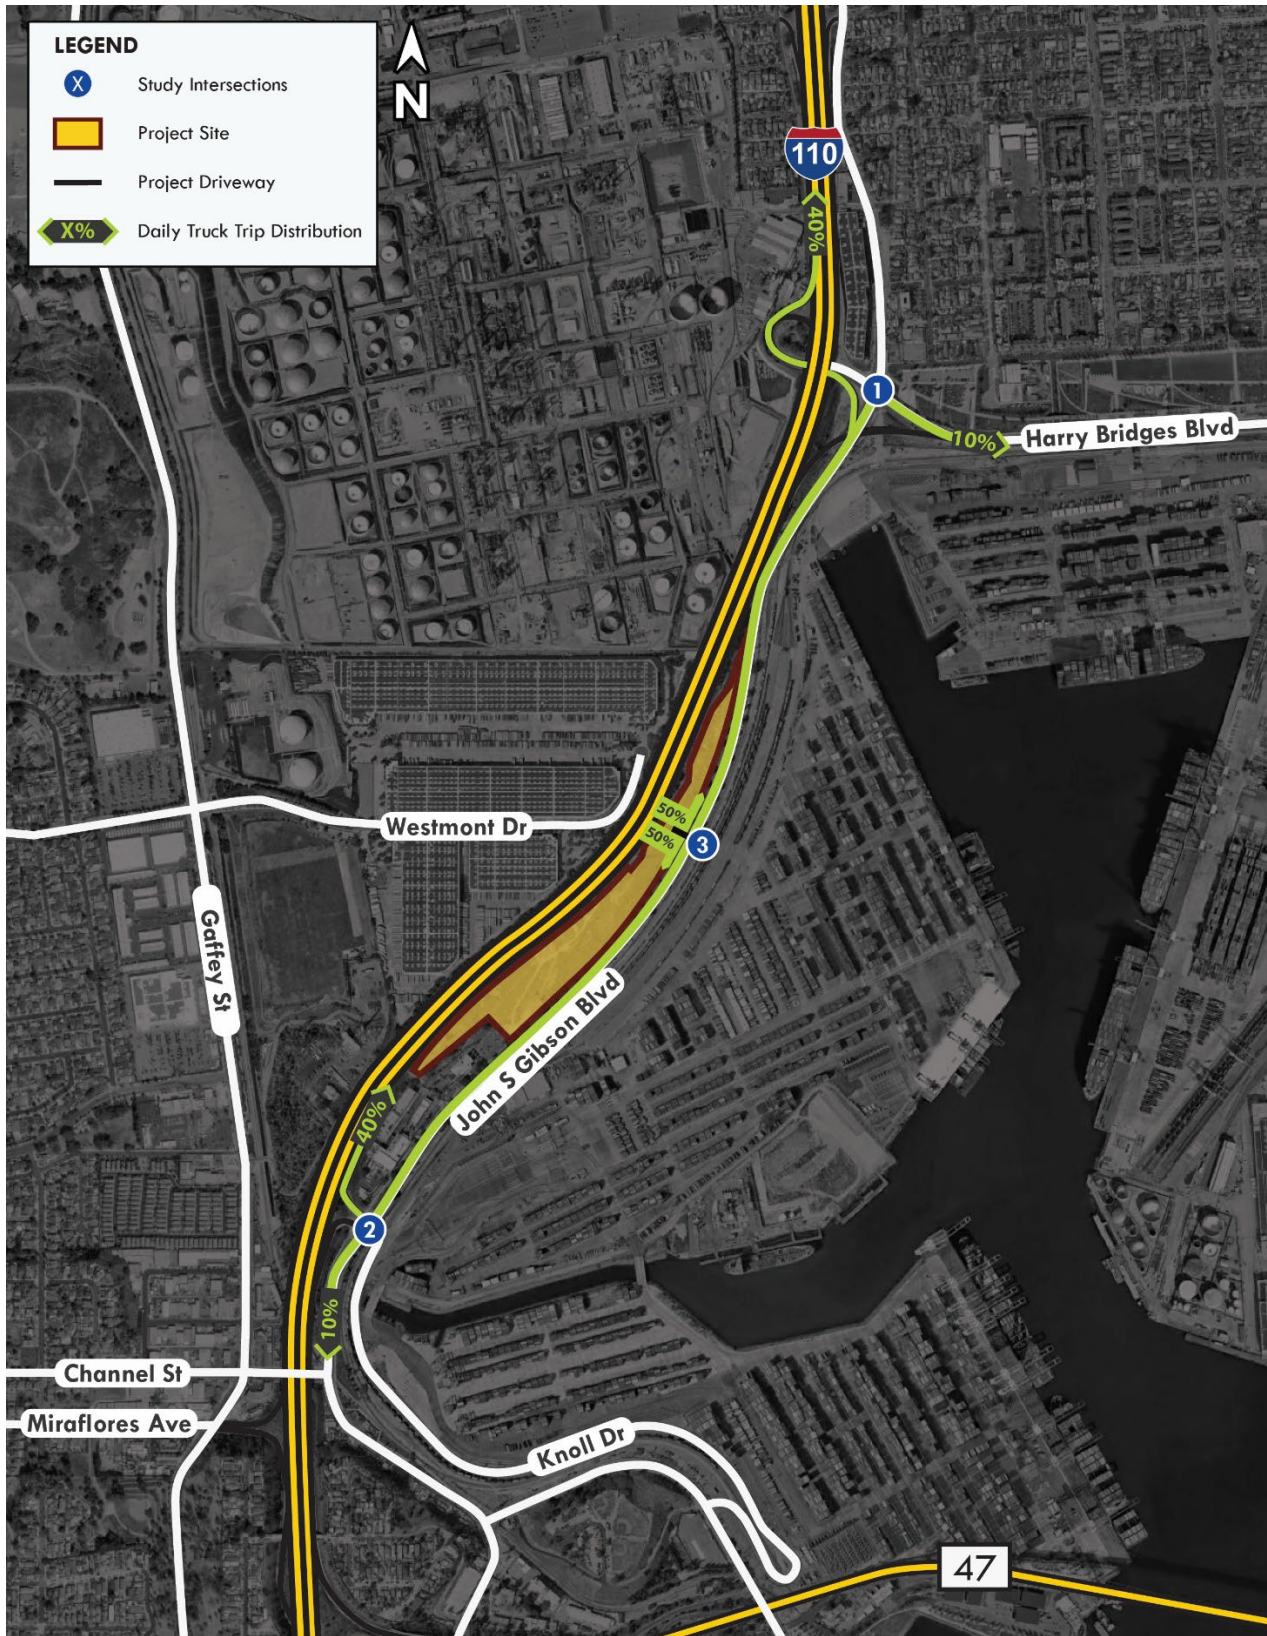 LEGEND
X Study Intersections
Project Site
Project Driveway
X% Daily Truck Trip Distribution
N
110
40%
1
10%
Harry Bridges Blvd
Westmont Dr
50%
50%
3
Gaffey St
John S Gibson Blvd
40%
2
10%
Channel St
Miraflores Ave
Knoll Dr
47